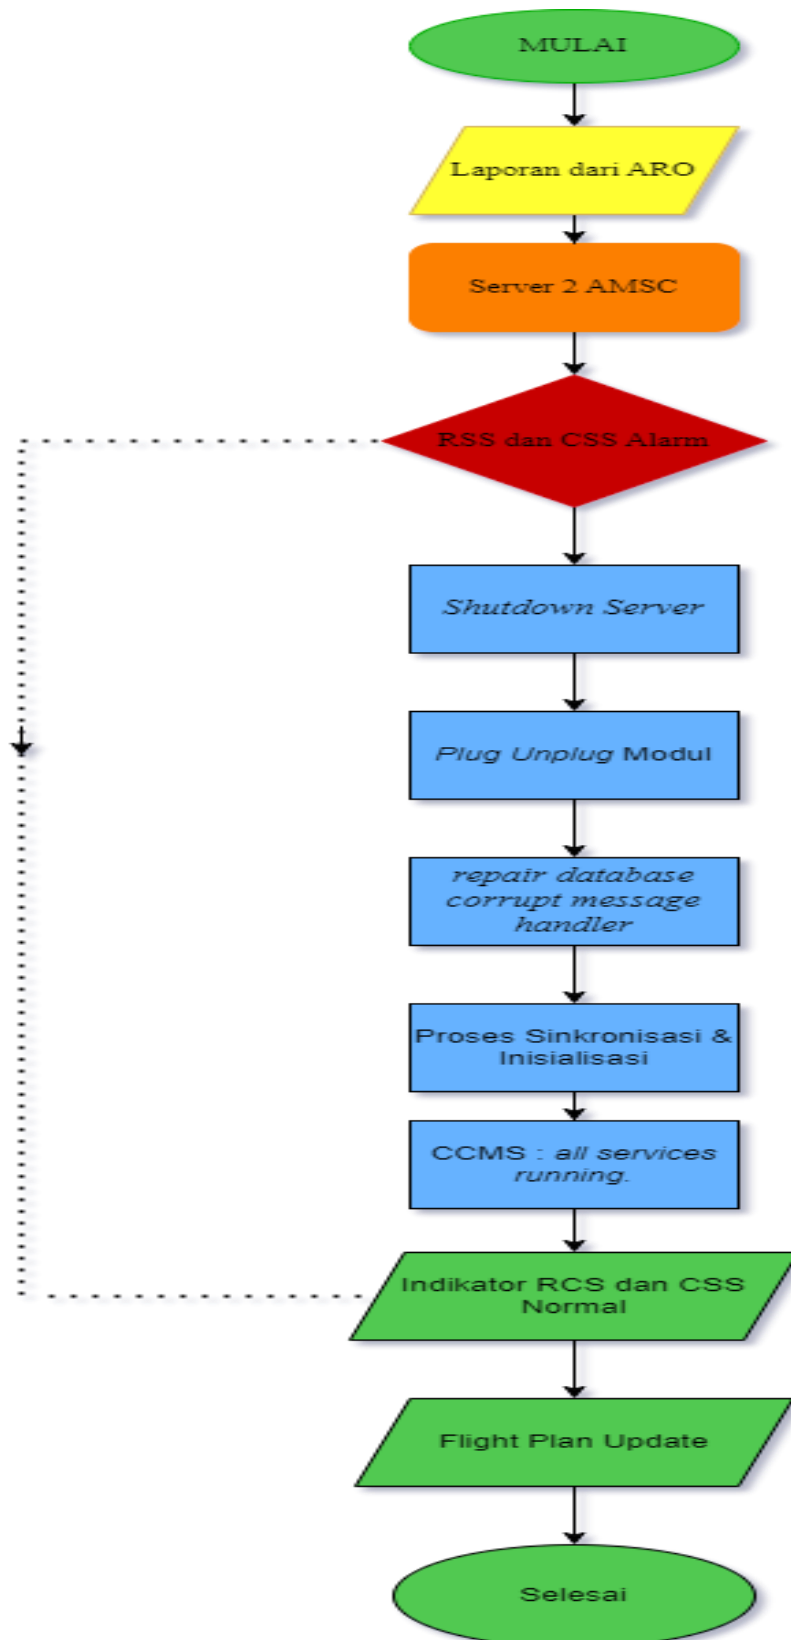 MULAI
Laporan dari ARO
Server 2 AMSC
RSS dan CSS Alarm
Shutdown Server
Plug Unplug Modul
repair database
corrupt message
handler
Proses Sinkronisasi &
Inisialisasi
CCMS : all services
running.
Indikator RCS dan CSS
Normal
Flight Plan Update
Selesai